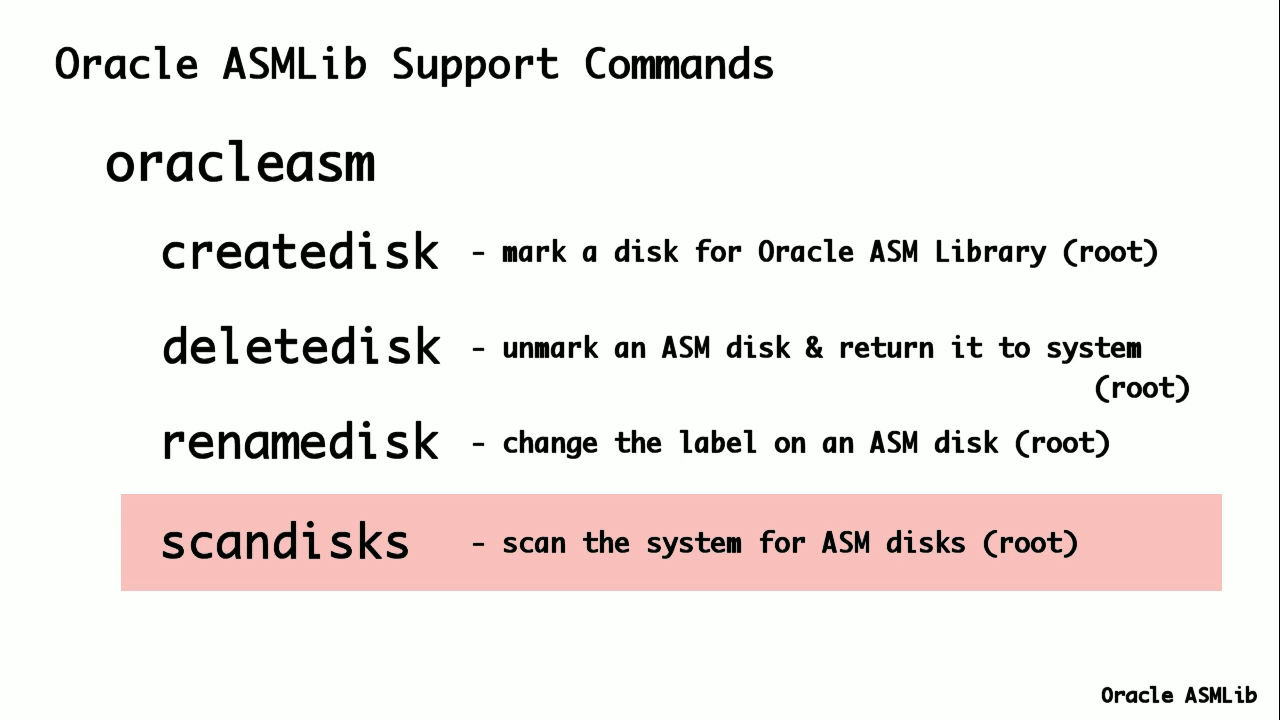 Oracle ASMLib Support Commands
oracleasm
createdisk - mark a disk for Oracle ASM Library (root)
deletedisk - unmark an ASM disk & return it to system
(root)
renamedisk - change the label on an ASM disk (root)
scandisks - scan the system for ASM disks (root)
Oracle ASMLib